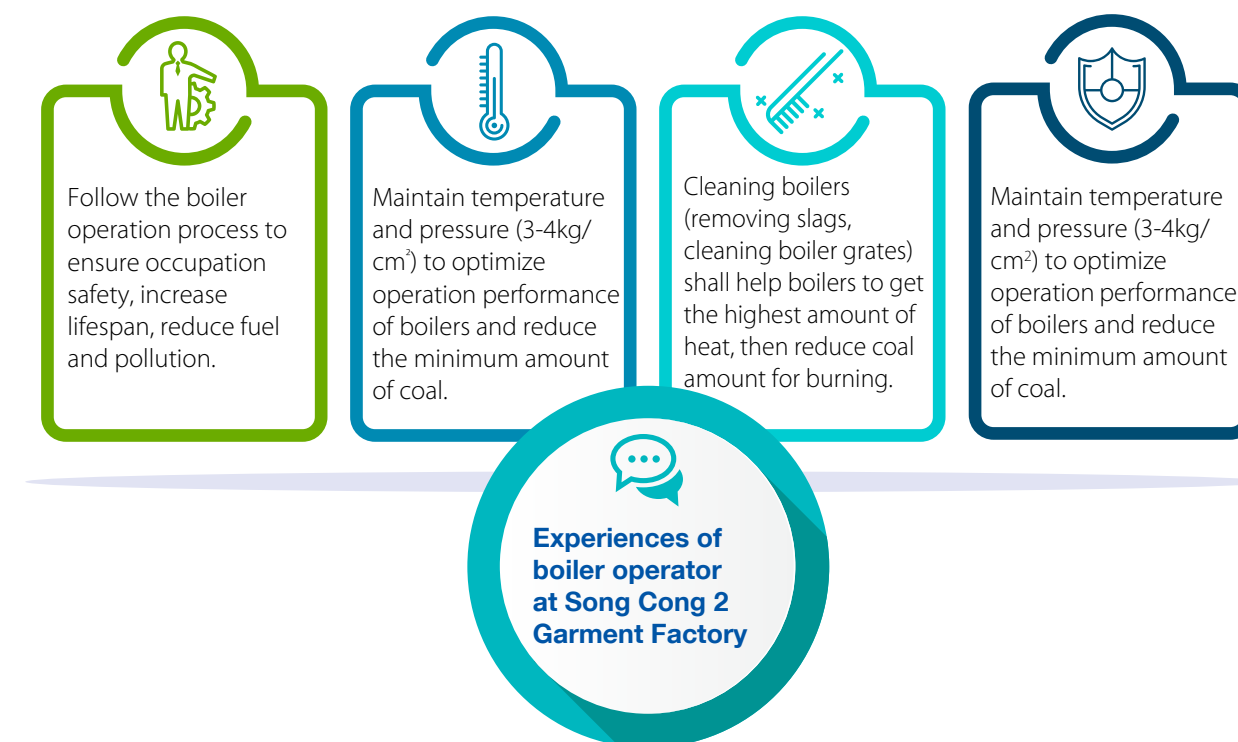 Follow the boiler
operation process to
ensure occupation
safety, increase
lifespan, reduce fuel
and pollution.
Maintain temperature
and pressure (3-4kg/
cm²) to optimize
operation performance
of boilers and reduce
the minimum amount
of coal.
Cleaning boilers
(removing slags,
cleaning boiler grates)
shall help boilers to get
the highest amount of
heat, then reduce coal
amount for burning.
Maintain temperature
and pressure (3-4kg/
cm²) to optimize
operation performance
of boilers and reduce
the minimum amount
of coal.
Experiences of
boiler operator
at Song Cong 2
Garment Factory